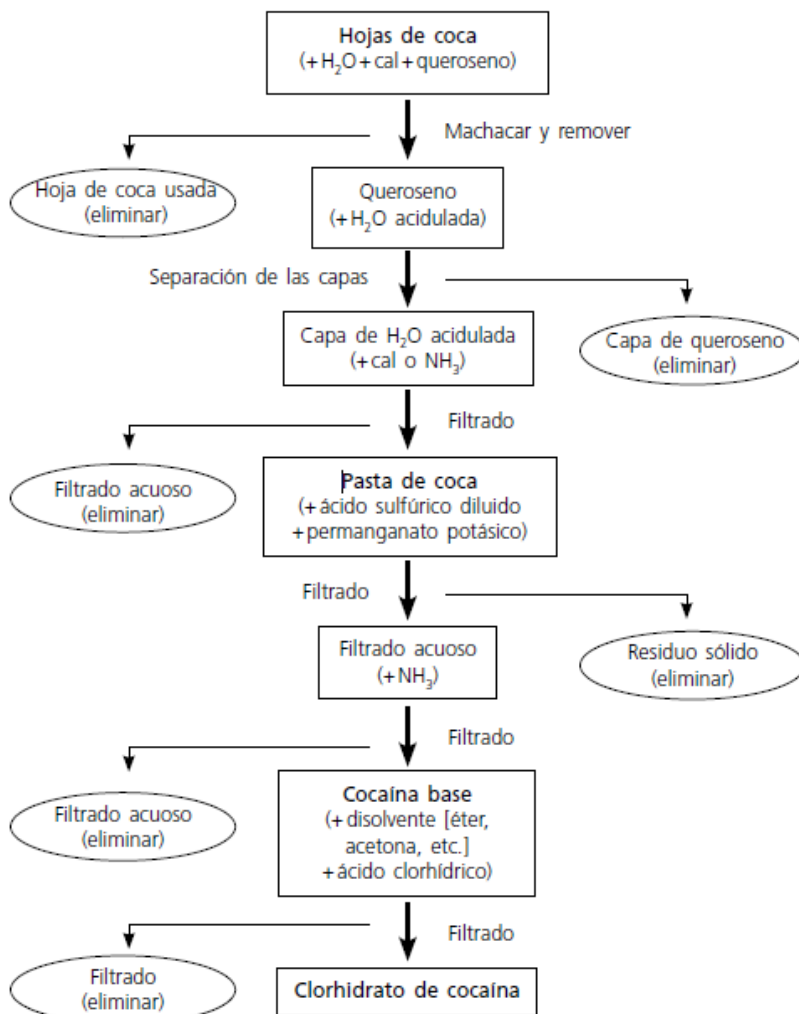 Hojas de coca
(+H₂O+cal+queroseno)
Machacar y remover
Hoja de coca usada
(eliminar)
Queroseno
(+H₂O acidulada)
Separación de las capas
Capa de H₂O acidulada
(+cal o NH₃)
Capa de queroseno
(eliminar)
Filtrado
Filtrado acuoso
(eliminar)
Pasta de coca
(+ácido sulfúrico diluido
+permanganato potásico)
Filtrado
Filtrado acuoso
(+NH₃)
Residuo sólido
(eliminar)
Filtrado
Filtrado acuoso
(eliminar)
Cocaína base
(+disolvente [éter,
acetona, etc.]
+ácido clorhídrico)
Filtrado
Filtrado
(eliminar)
Clorhidrato de cocaína